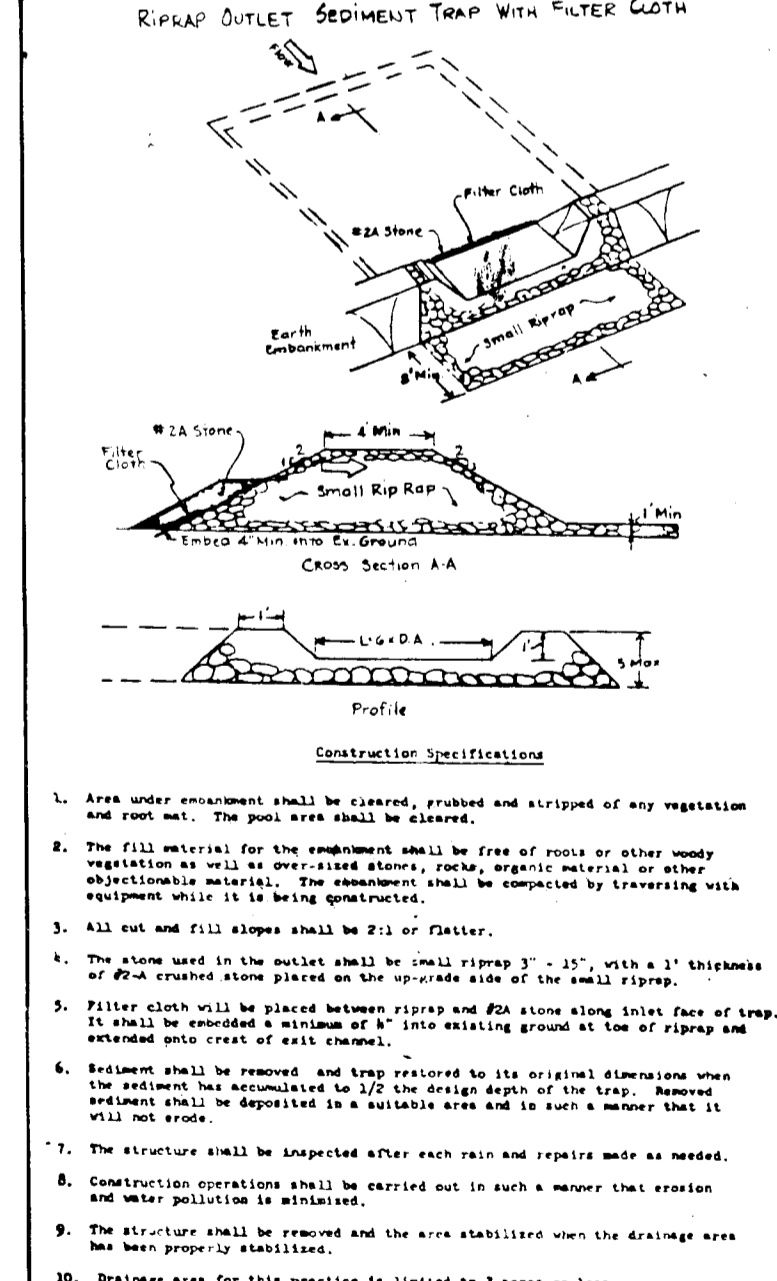 RIPRAP OUTLET SEDIMENT TRAP WITH FILTER CLOTH
Flow
A
Filter Cloth
#2A Stone
Earth
Embankment
Small Riprap
8' Min
A
#2A Stone
4' Min
2
1
2
1
Filter
Cloth
Small Rip Rap
1' Min
Embed 4" Min. into Ex. Ground
CROSS Section A-A
1'
L=6xD.A.
1'
5 Max
Profile
Construction Specifications
1. Area under embankment shall be cleared, grubbed and stripped of any vegetation
and root mat. The pool area shall be cleared.
2. The fill material for the embankment shall be free of roots or other woody
vegetation as well as over-sized stones, rocks, organic material or other
objectionable material. The embankment shall be compacted by traversing with
equipment while it is being constructed.
3. All cut and fill slopes shall be 2:1 or flatter.
4. The stone used in the outlet shall be small riprap 3" - 15", with a 1' thickness
of #2-A crushed stone placed on the up-grade side of the small riprap.
5. Filter cloth will be placed between riprap and #2A stone along inlet face of trap.
It shall be embedded a minimum of 4" into existing ground at toe of riprap and
extended onto crest of exit channel.
6. Sediment shall be removed and trap restored to its original dimensions when
the sediment has accumulated to 1/2 the design depth of the trap. Removed
sediment shall be deposited in a suitable area and in such a manner that it
will not erode.
7. The structure shall be inspected after each rain and repairs made as needed.
8. Construction operations shall be carried out in such a manner that erosion
and water pollution is minimized.
9. The structure shall be removed and the area stabilized when the drainage area
has been properly stabilized.
10. Drainage area for this practice is limited to